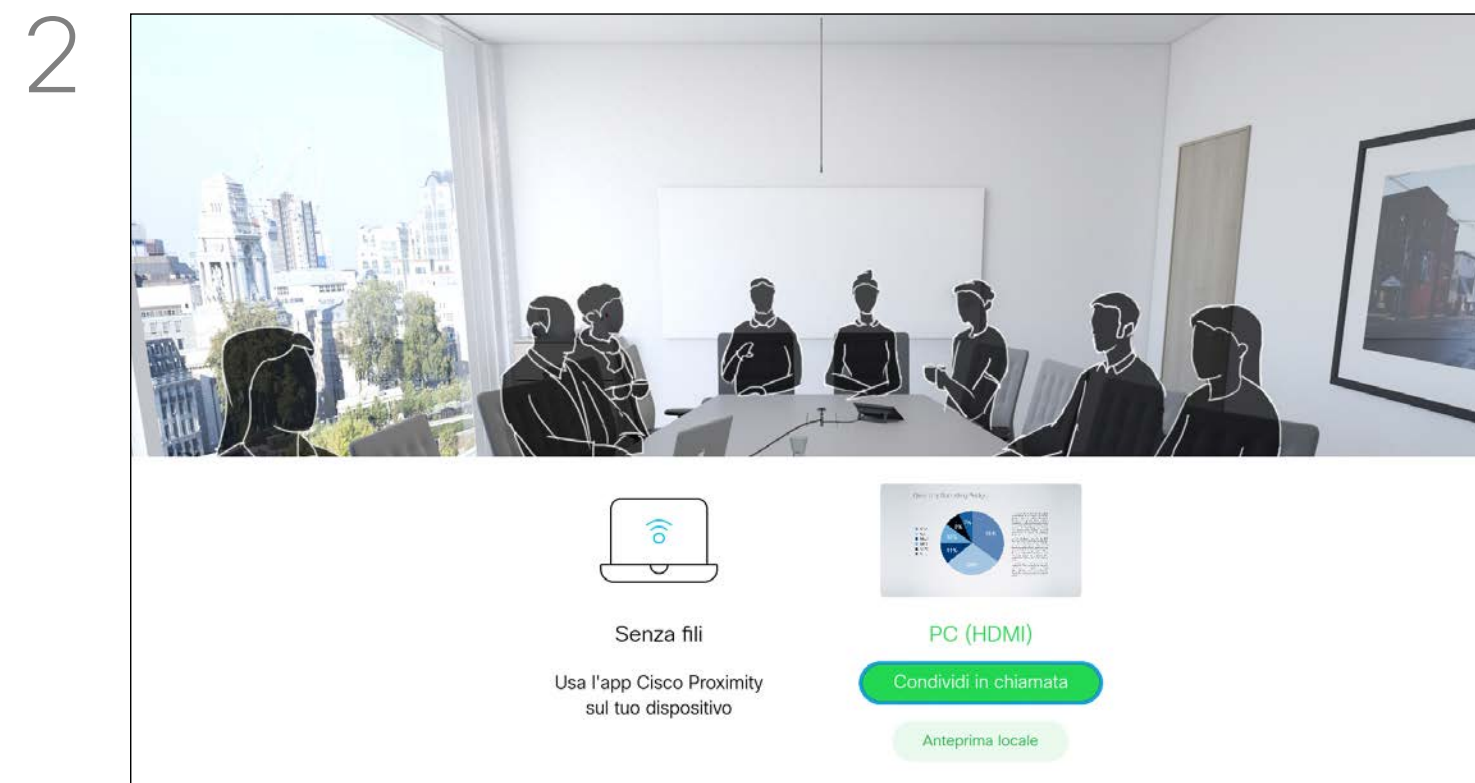 2
Senza fili
Usa l'app Cisco Proximity
sul tuo dispositivo
PC (HDMI)
Condividi in chiamata
Anteprima locale